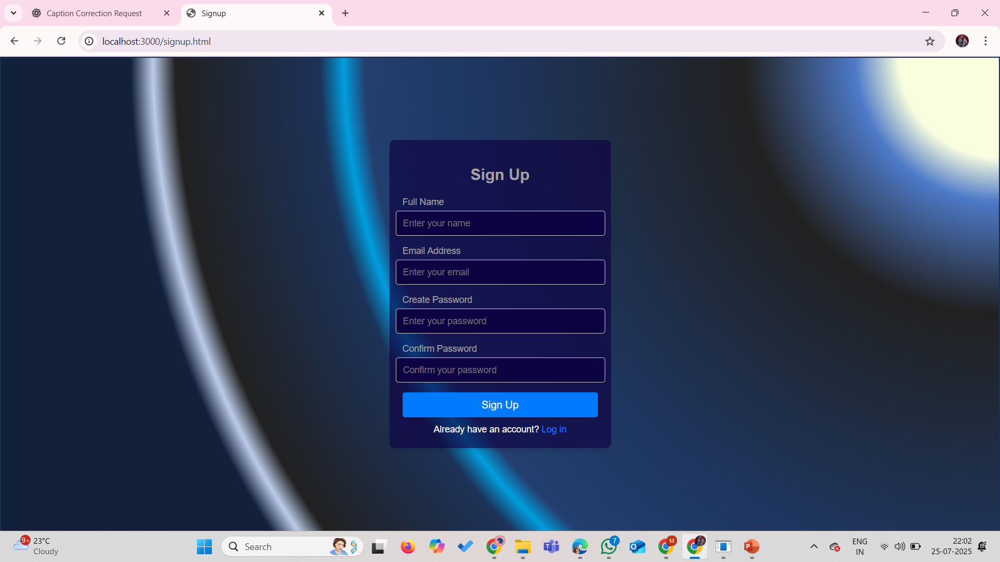 Caption Correction Request
Signup
localhost:3000/signup.html
Sign Up
Full Name
Enter your name
Email Address
Enter your email
Create Password
Enter your password
Confirm Password
Confirm your password
Sign Up
Already have an account? Log in
9+
23°C
Cloudy
Search
7
M
P
ENG
IN
22:02
25-07-2025